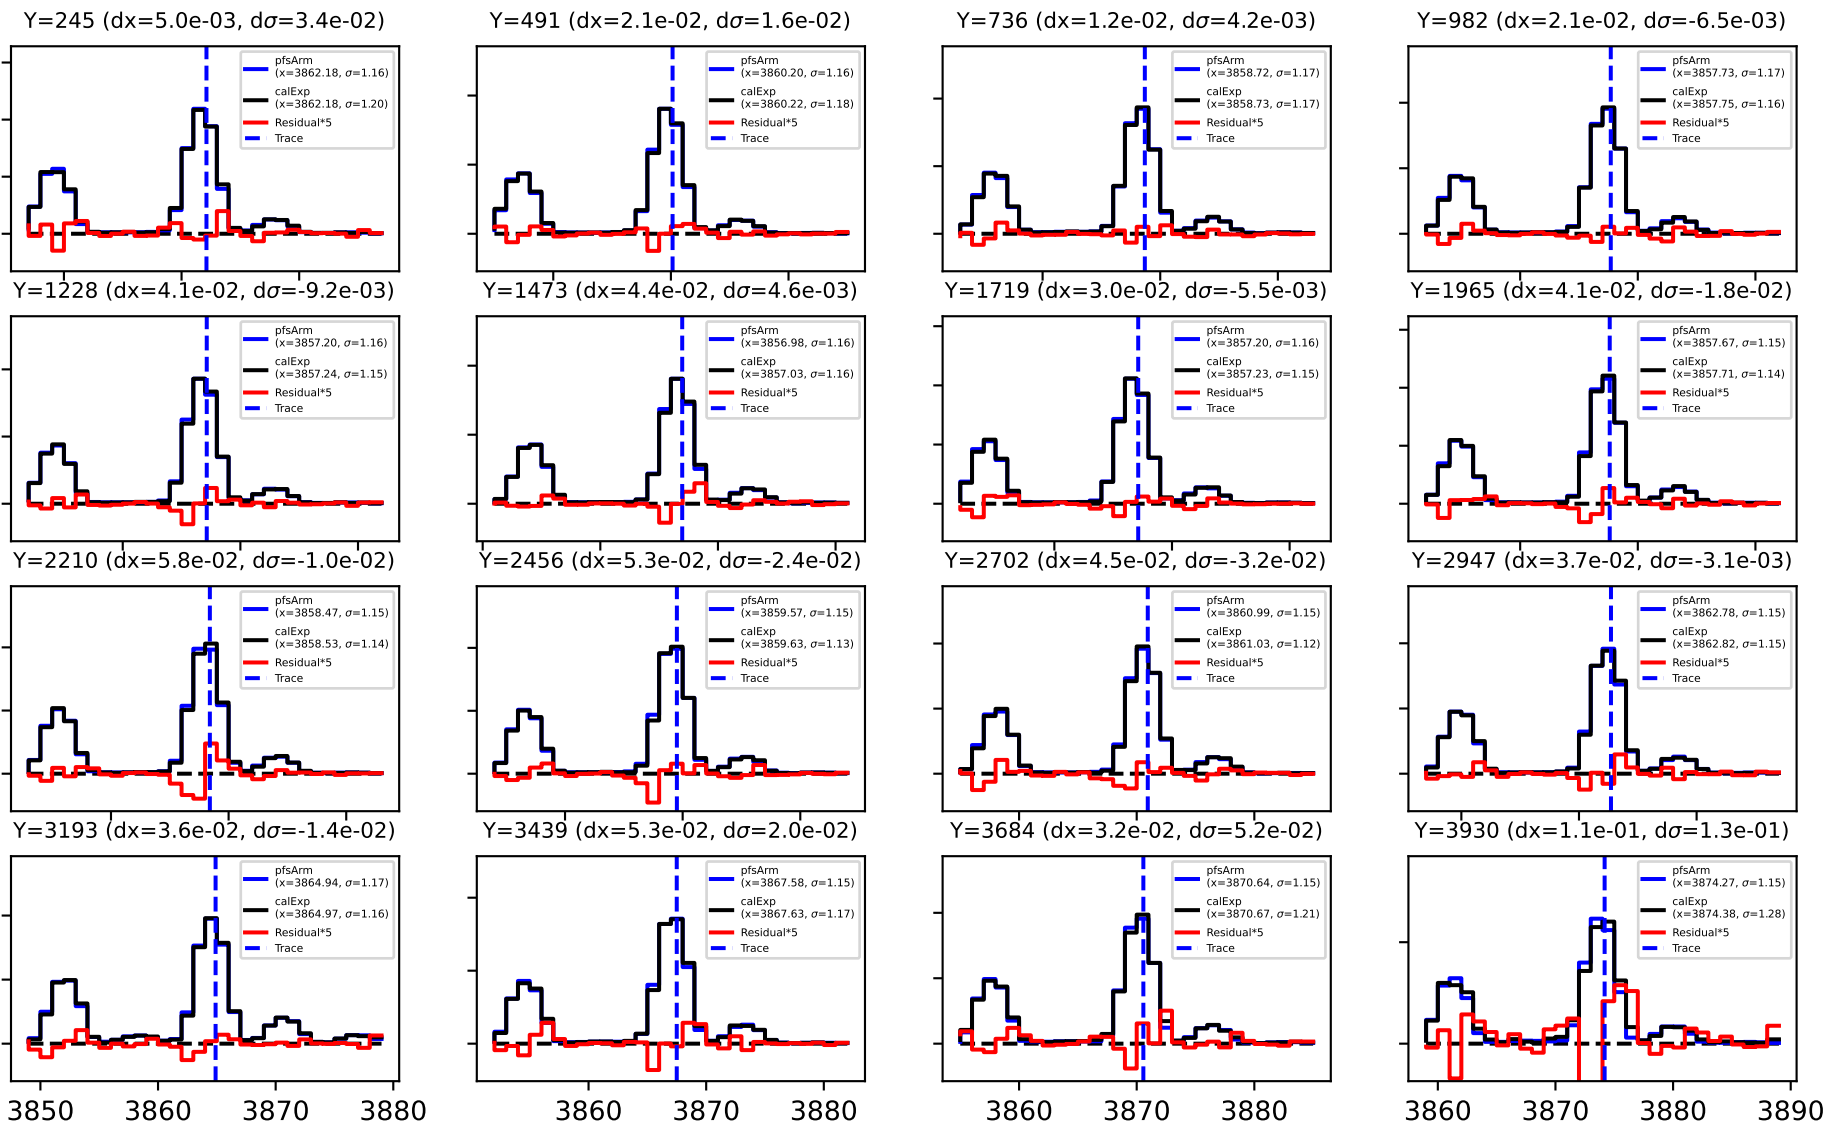 Y=245 (dx=5.0e-03, dσ=3.4e-02)
pfsArm
(x=3862.18, σ=1.16)
calExp
(x=3862.18, σ=1.20)
Residual*5
Trace
Y=491 (dx=2.1e-02, dσ=1.6e-02)
pfsArm
(x=3860.20, σ=1.16)
calExp
(x=3860.22, σ=1.18)
Residual*5
Trace
Y=736 (dx=1.2e-02, dσ=4.2e-03)
pfsArm
(x=3858.72, σ=1.17)
calExp
(x=3858.73, σ=1.17)
Residual*5
Trace
Y=982 (dx=2.1e-02, dσ=-6.5e-03)
pfsArm
(x=3857.73, σ=1.17)
calExp
(x=3857.75, σ=1.16)
Residual*5
Trace
Y=1228 (dx=4.1e-02, dσ=-9.2e-03)
pfsArm
(x=3857.20, σ=1.16)
calExp
(x=3857.24, σ=1.15)
Residual*5
Trace
Y=1473 (dx=4.4e-02, dσ=4.6e-03)
pfsArm
(x=3856.98, σ=1.16)
calExp
(x=3857.03, σ=1.16)
Residual*5
Trace
Y=1719 (dx=3.0e-02, dσ=-5.5e-03)
pfsArm
(x=3857.20, σ=1.16)
calExp
(x=3857.23, σ=1.15)
Residual*5
Trace
Y=1965 (dx=4.1e-02, dσ=-1.8e-02)
pfsArm
(x=3857.67, σ=1.15)
calExp
(x=3857.71, σ=1.14)
Residual*5
Trace
Y=2210 (dx=5.8e-02, dσ=-1.0e-02)
pfsArm
(x=3858.47, σ=1.15)
calExp
(x=3858.53, σ=1.14)
Residual*5
Trace
Y=2456 (dx=5.3e-02, dσ=-2.4e-02)
pfsArm
(x=3859.57, σ=1.15)
calExp
(x=3859.63, σ=1.13)
Residual*5
Trace
Y=2702 (dx=4.5e-02, dσ=-3.2e-02)
pfsArm
(x=3860.99, σ=1.15)
calExp
(x=3861.03, σ=1.12)
Residual*5
Trace
Y=2947 (dx=3.7e-02, dσ=-3.1e-03)
pfsArm
(x=3862.78, σ=1.15)
calExp
(x=3862.82, σ=1.15)
Residual*5
Trace
Y=3193 (dx=3.6e-02, dσ=-1.4e-02)
pfsArm
(x=3864.94, σ=1.17)
calExp
(x=3864.97, σ=1.16)
Residual*5
Trace
Y=3439 (dx=5.3e-02, dσ=2.0e-02)
pfsArm
(x=3867.58, σ=1.15)
calExp
(x=3867.63, σ=1.17)
Residual*5
Trace
Y=3684 (dx=3.2e-02, dσ=5.2e-02)
pfsArm
(x=3870.64, σ=1.15)
calExp
(x=3870.67, σ=1.21)
Residual*5
Trace
Y=3930 (dx=1.1e-01, dσ=1.3e-01)
pfsArm
(x=3874.27, σ=1.15)
calExp
(x=3874.38, σ=1.28)
Residual*5
Trace
3850 3860 3870 3880
3860 3870 3880
3860 3870 3880
3860 3870 3880 3890